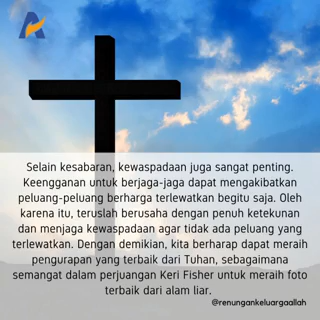 Selain kesabaran, kewaspadaan juga sangat penting.
Keengganan untuk berjaga-jaga dapat mengakibatkan
peluang-peluang berharga terlewatkan begitu saja. Oleh
karena itu, teruslah berusaha dengan penuh ketekunan
dan menjaga kewaspadaan agar tidak ada peluang yang
terlewatkan. Dengan demikian, kita berharap dapat meraih
pengurapan yang terbaik dari Tuhan, sebagaimana
semangat dalam perjuangan Keri Fisher untuk meraih foto
terbaik dari alam liar.
@renungankeluargaallah